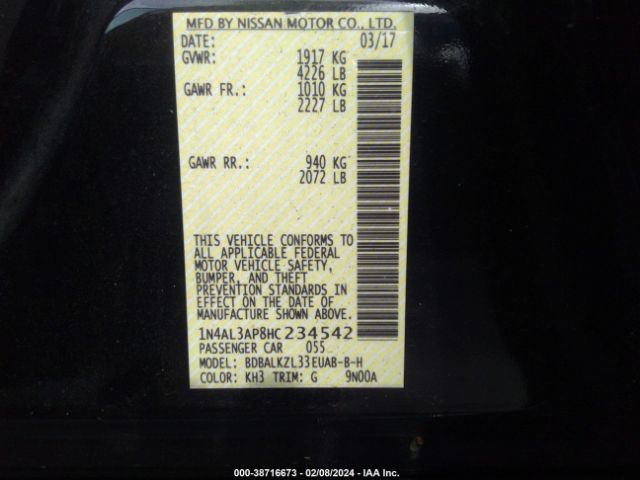 MFD BY NISSAN MOTOR CO., LTD.
DATE: 03/17
GVWR: 1917 KG
4226 LB
GAWR FR.: 1010 KG
2227 LB
GAWR RR.: 940 KG
2072 LB
THIS VEHICLE CONFORMS TO
ALL APPLICABLE FEDERAL
MOTOR VEHICLE SAFETY,
BUMPER, AND THEFT
PREVENTION STANDARDS IN
EFFECT ON THE DATE OF
MANUFACTURE SHOWN ABOVE.
1N4AL3AP8HC234542
PASSENGER CAR 055
MODEL: BDBALKZL33EUAB-B-H
COLOR: KH3 TRIM: G 9N00A
000-38716673 - 02/08/2024 - IAA Inc.